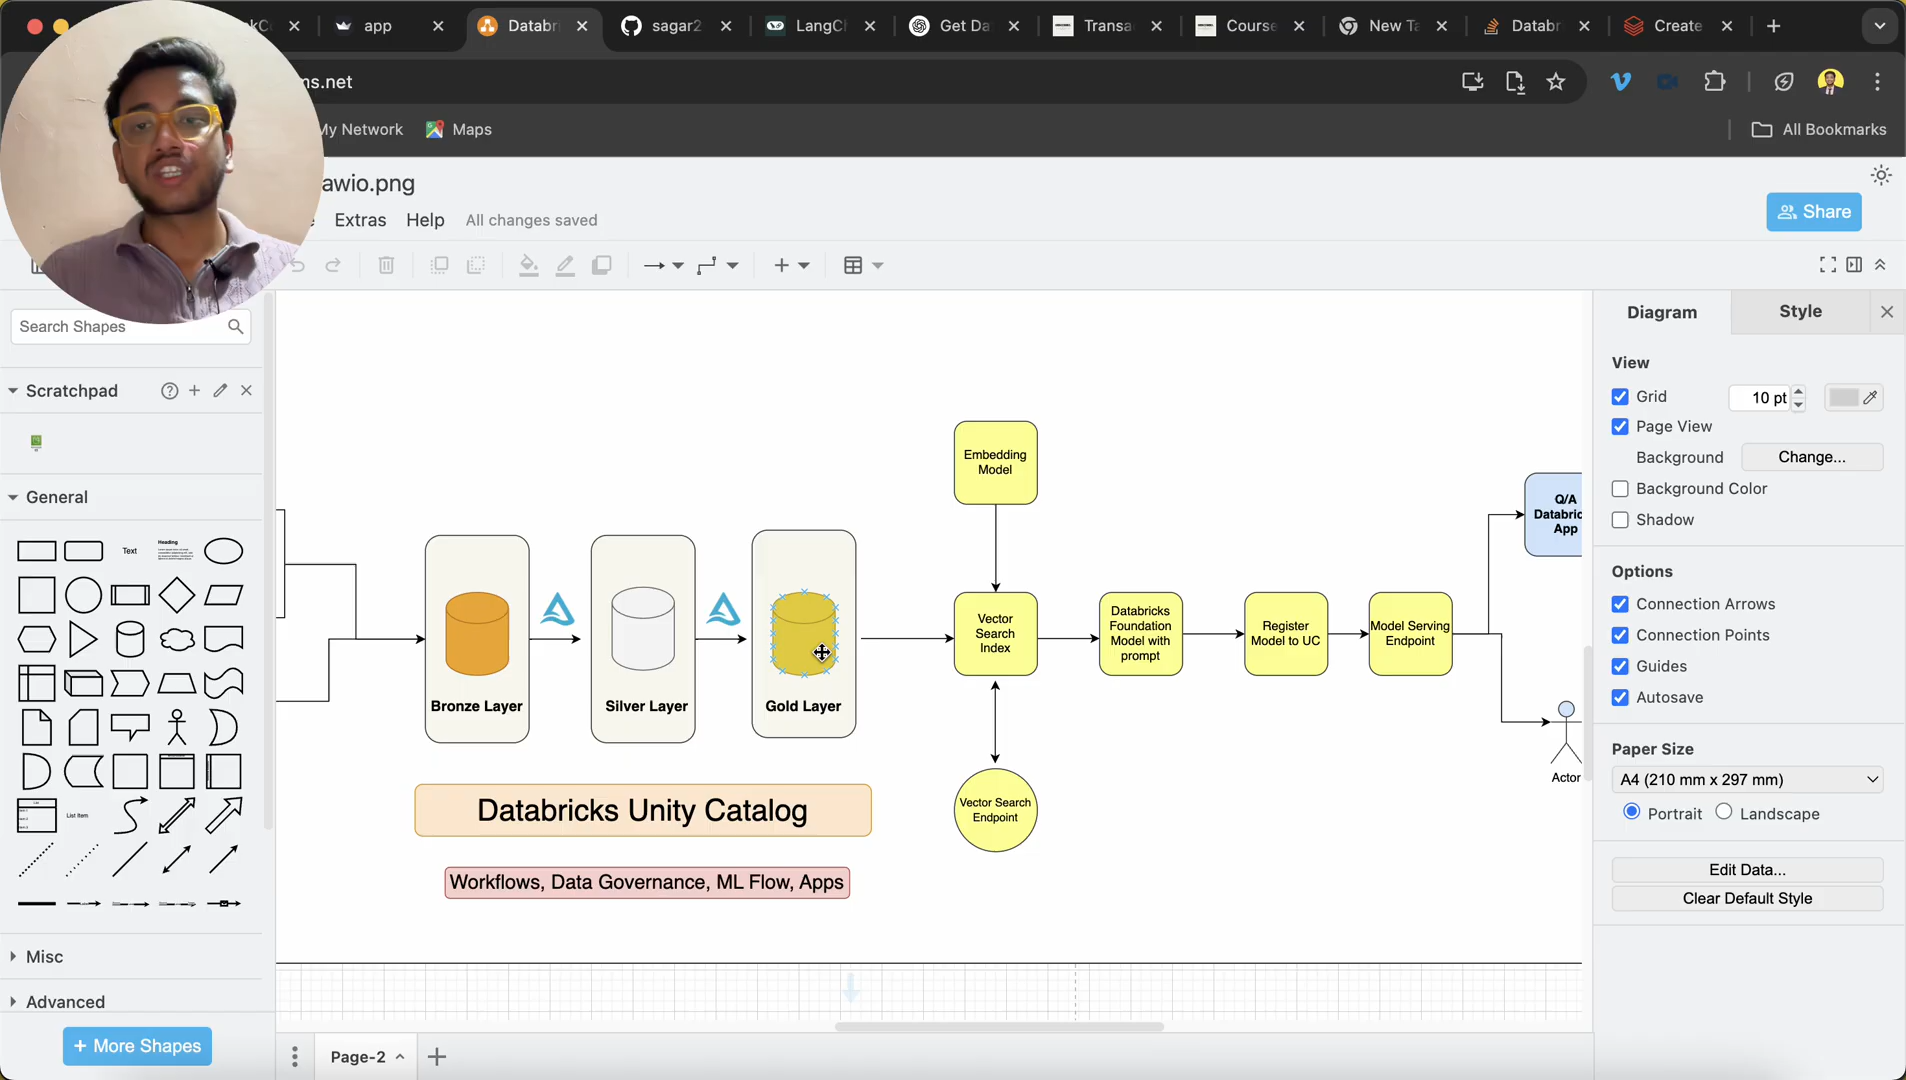 app
Databr
sagar2
LangCh
Get Da
Transa
Course
New Ta
Databr
Create
ms.net
My Network
Maps
All Bookmarks
awio.png
Extras
Help
All changes saved
Share
Search Shapes
Scratchpad
General
Text
Heading
List Item
Misc
Advanced
+ More Shapes
Embedding
Model
Bronze Layer
Silver Layer
Gold Layer
Vector
Search
Index
Databricks
Foundation
Model with
prompt
Register
Model to UC
Model Serving
Endpoint
Q/A
Databric
App
Actor
Vector Search
Endpoint
Databricks Unity Catalog
Workflows, Data Governance, ML Flow, Apps
Page-2
Diagram
Style
View
Grid
10 pt
Page View
Background
Change...
Background Color
Shadow
Options
Connection Arrows
Connection Points
Guides
Autosave
Paper Size
A4 (210 mm x 297 mm)
Portrait
Landscape
Edit Data...
Clear Default Style